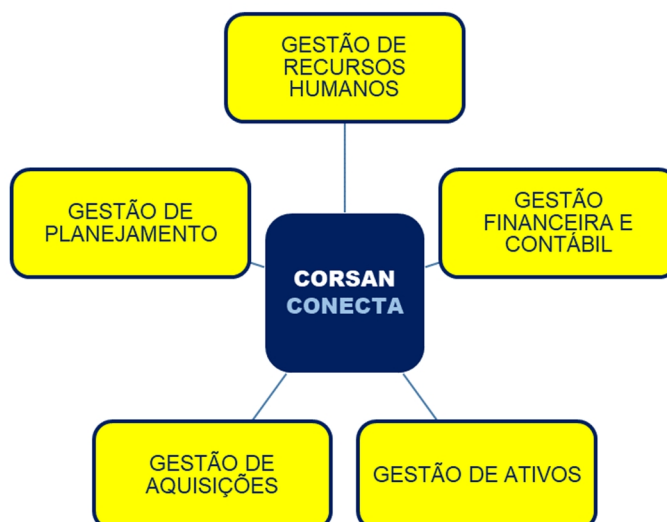 GESTÃO DE
RECURSOS
HUMANOS
GESTÃO DE
PLANEJAMENTO
GESTÃO
FINANCEIRA E
CONTÁBIL
CORSAN
CONECTA
GESTÃO DE
AQUISIÇÕES
GESTÃO DE ATIVOS